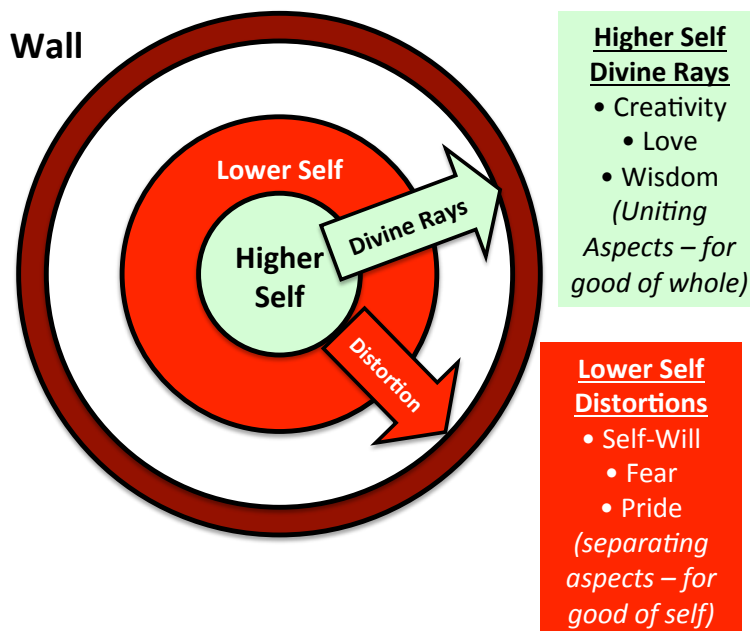 Wall
Lower Self
Divine Rays
Higher
Self
Distortion
Higher Self
Divine Rays
• Creativity
• Love
• Wisdom
(Uniting
Aspects – for
good of whole)
Lower Self
Distortions
• Self-Will
• Fear
• Pride
(separating
aspects – for
good of self)